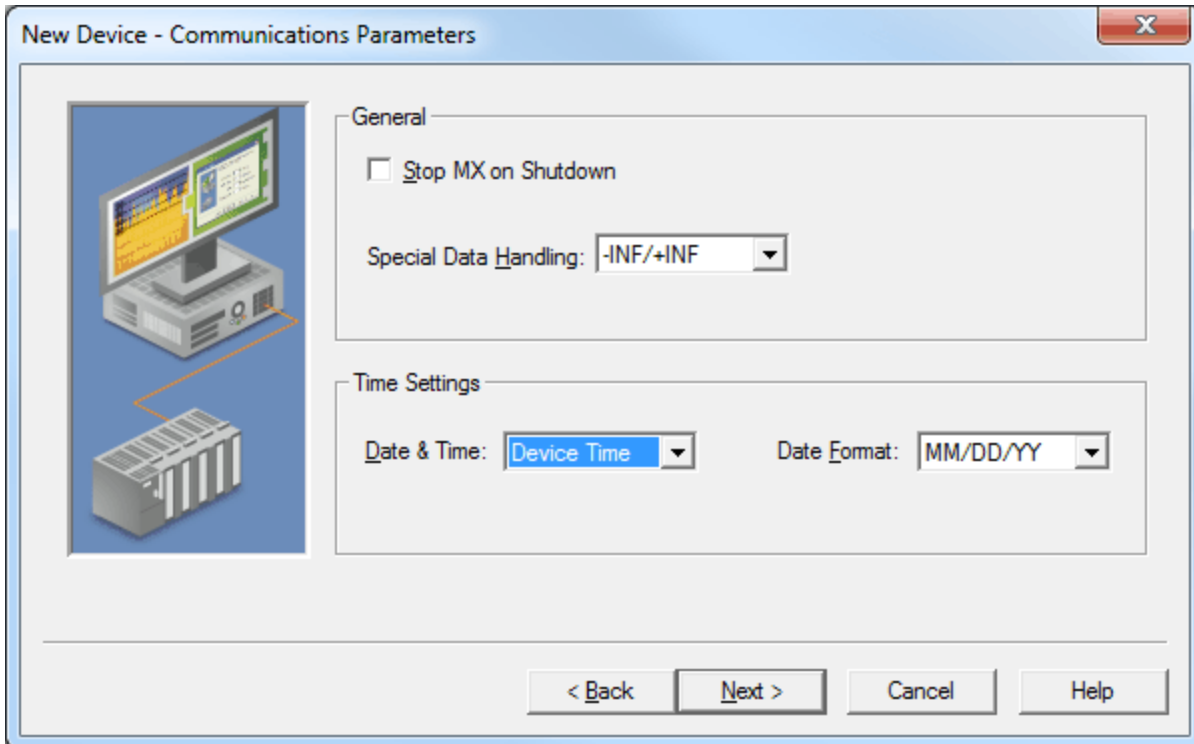 New Device - Communications Parameters
General
Stop MX on Shutdown
Special Data Handling: -INF/+INF
Time Settings
Date & Time: Device Time Date Format: MM/DD/YY
< Back Next > Cancel Help